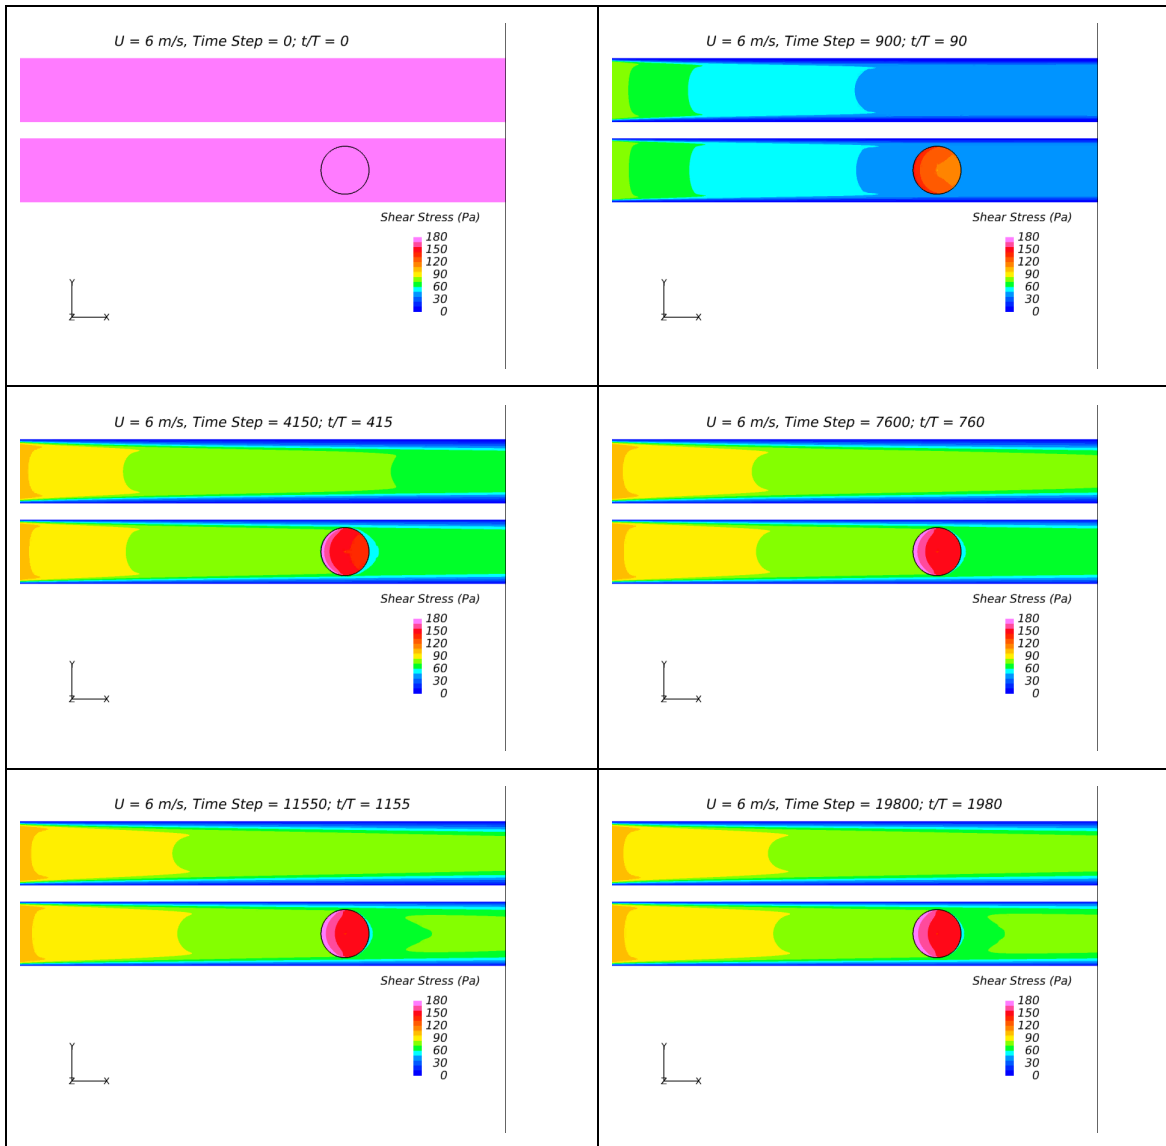 U = 6 m/s, Time Step = 0; t/T = 0
Shear Stress (Pa)
180
150
120
90
60
30
0
Y
Z X
U = 6 m/s, Time Step = 900; t/T = 90
Shear Stress (Pa)
180
150
120
90
60
30
0
Y
Z X
U = 6 m/s, Time Step = 4150; t/T = 415
Shear Stress (Pa)
180
150
120
90
60
30
0
Y
Z X
U = 6 m/s, Time Step = 7600; t/T = 760
Shear Stress (Pa)
180
150
120
90
60
30
0
Y
Z X
U = 6 m/s, Time Step = 11550; t/T = 1155
Shear Stress (Pa)
180
150
120
90
60
30
0
Y
Z X
U = 6 m/s, Time Step = 19800; t/T = 1980
Shear Stress (Pa)
180
150
120
90
60
30
0
Y
Z X